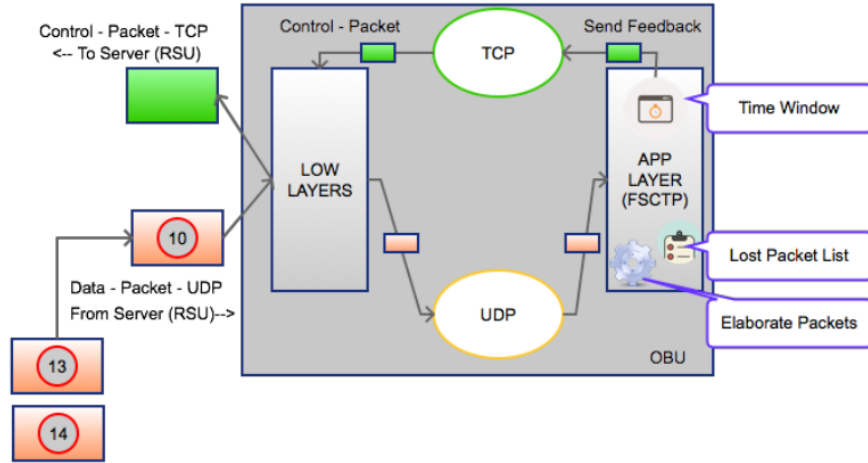 Control - Packet - TCP
<-- To Server (RSU)
Control - Packet
TCP
Send Feedback
Time Window
LOW
LAYERS
APP
LAYER
(FSCTP)
10
Lost Packet List
Data - Packet - UDP
From Server (RSU)-->
UDP
Elaborate Packets
13
OBU
14